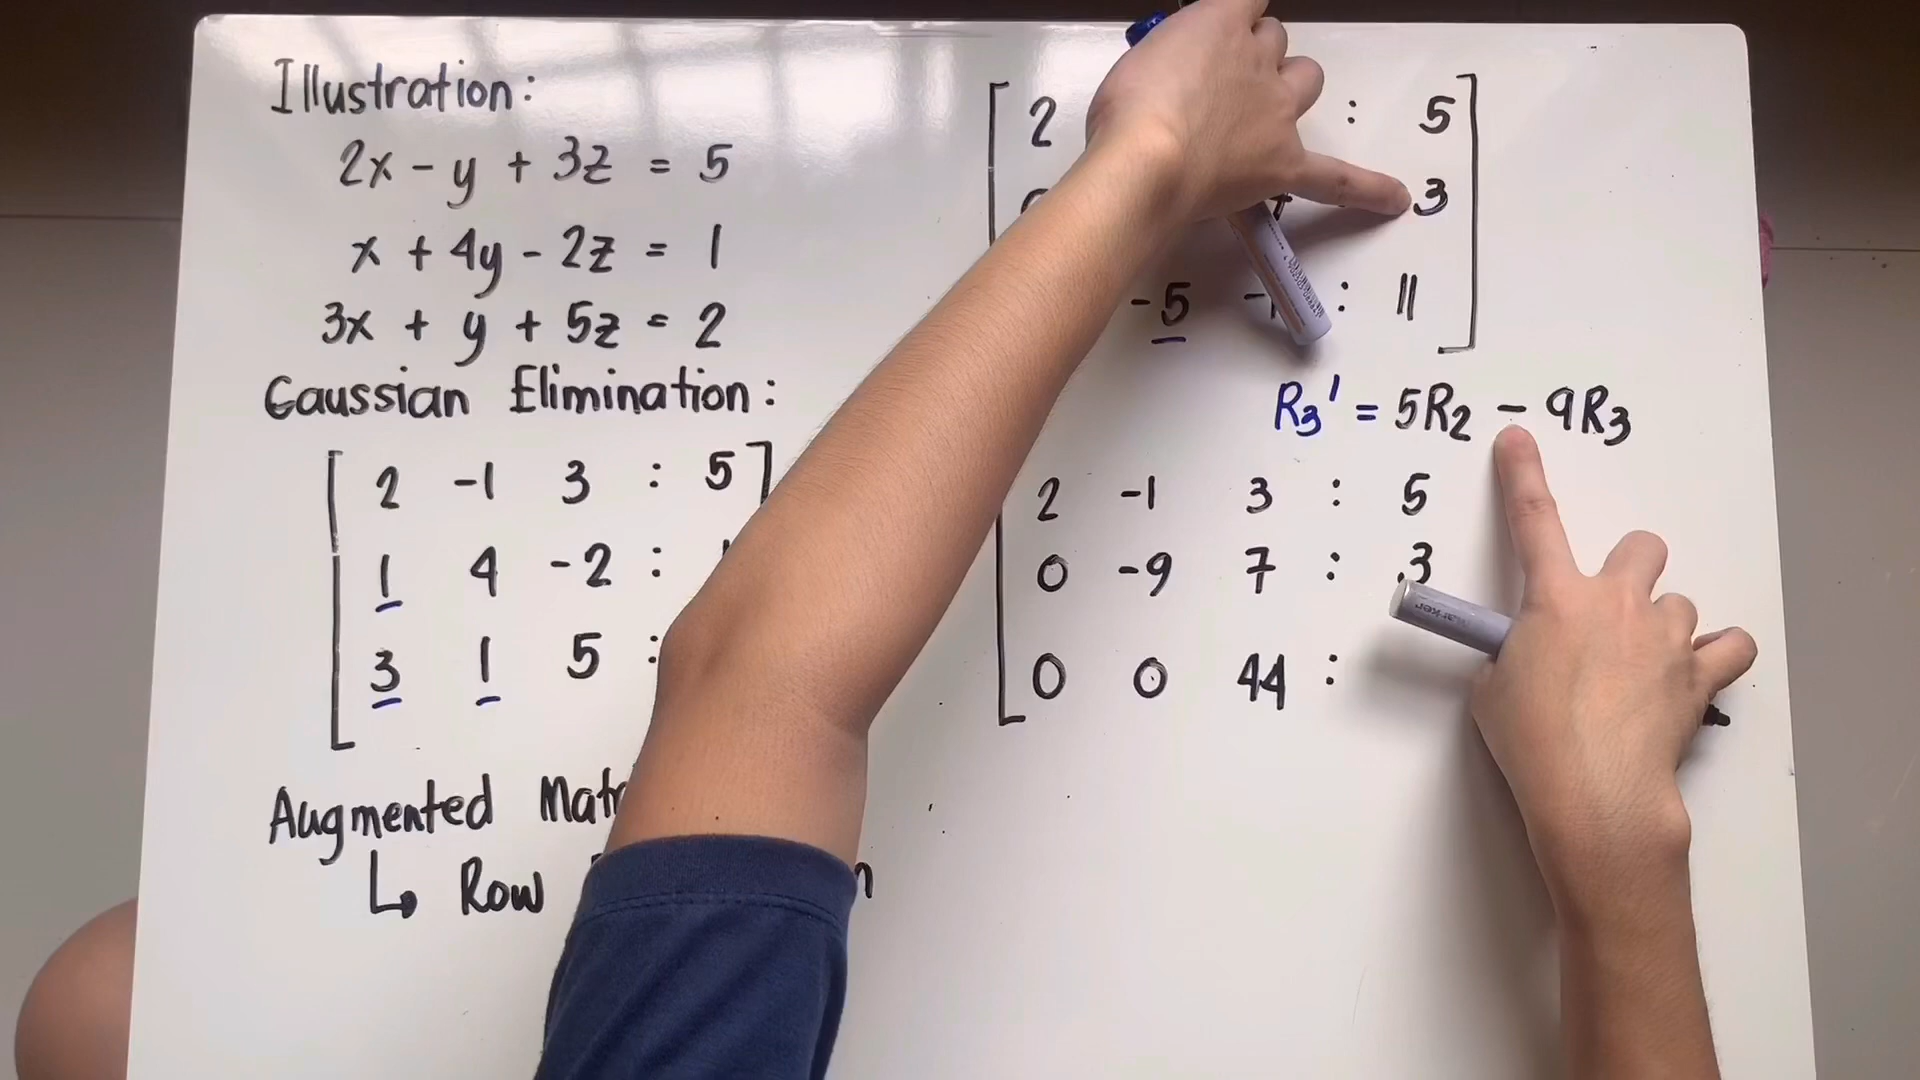 Illustration:
2x - y + 3z = 5
x + 4y - 2z = 1
3x + y + 5z = 2
Gaussian Elimination:
2 -1 3 : 5
1 4 -2 :
3 1 5 :
Augmented
↳ Row
2 : 5
3
-5 : 11
R3' = 5R2 - 9R3
2 -1 3 : 5
0 -9 7 : 3
0 0 44 :